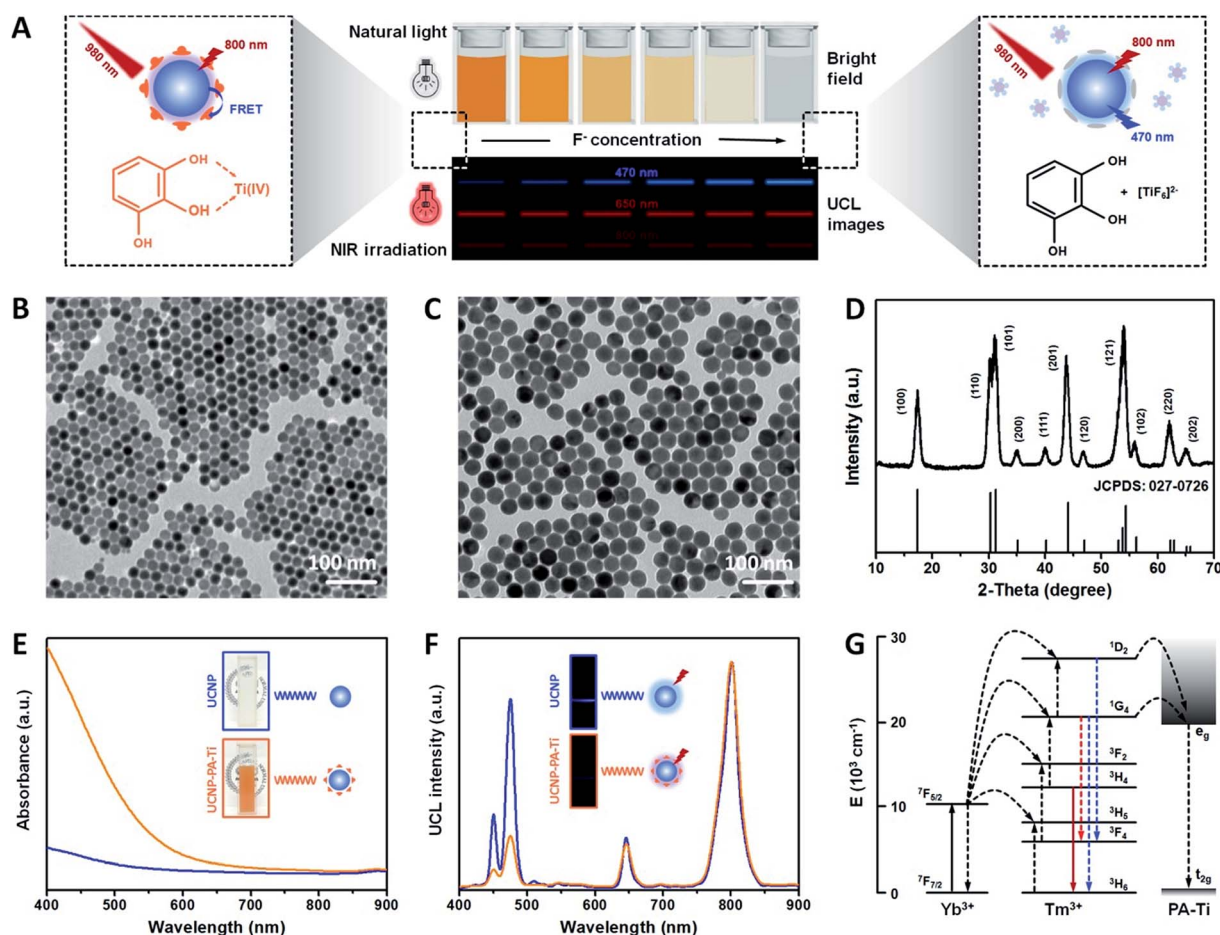 A
980 nm
800 nm
FRET
OH
OH
OH
Ti(IV)
Natural light
Bright
field
F- concentration
470 nm
650 nm
800 nm
NIR irradiation
UCL
images
980 nm
800 nm
470 nm
OH
OH
OH
+ [TiF6]2-
B
100 nm
C
100 nm
D
Intensity (a.u.)
(100)
(110)
(101)
(200)
(111)
(201)
(120)
(121)
(102)
(220)
(202)
JCPDS: 027-0726
10 20 30 40 50 60 70
2-Theta (degree)
E
Absorbance (a.u.)
UCNP
UCNP-PA-Ti
400 500 600 700 800 900
Wavelength (nm)
F
UCL intensity (a.u.)
UCNP
UCNP-PA-Ti
400 500 600 700 800 900
Wavelength (nm)
G
E (10³ cm⁻¹)
30
20
10
0
⁷F5/2
⁷F7/2
Yb³⁺
¹D₂
¹G₄
³F₂
³H₄
³H₅
³F₄
³H₆
Tm³⁺
eg
t2g
PA-Ti